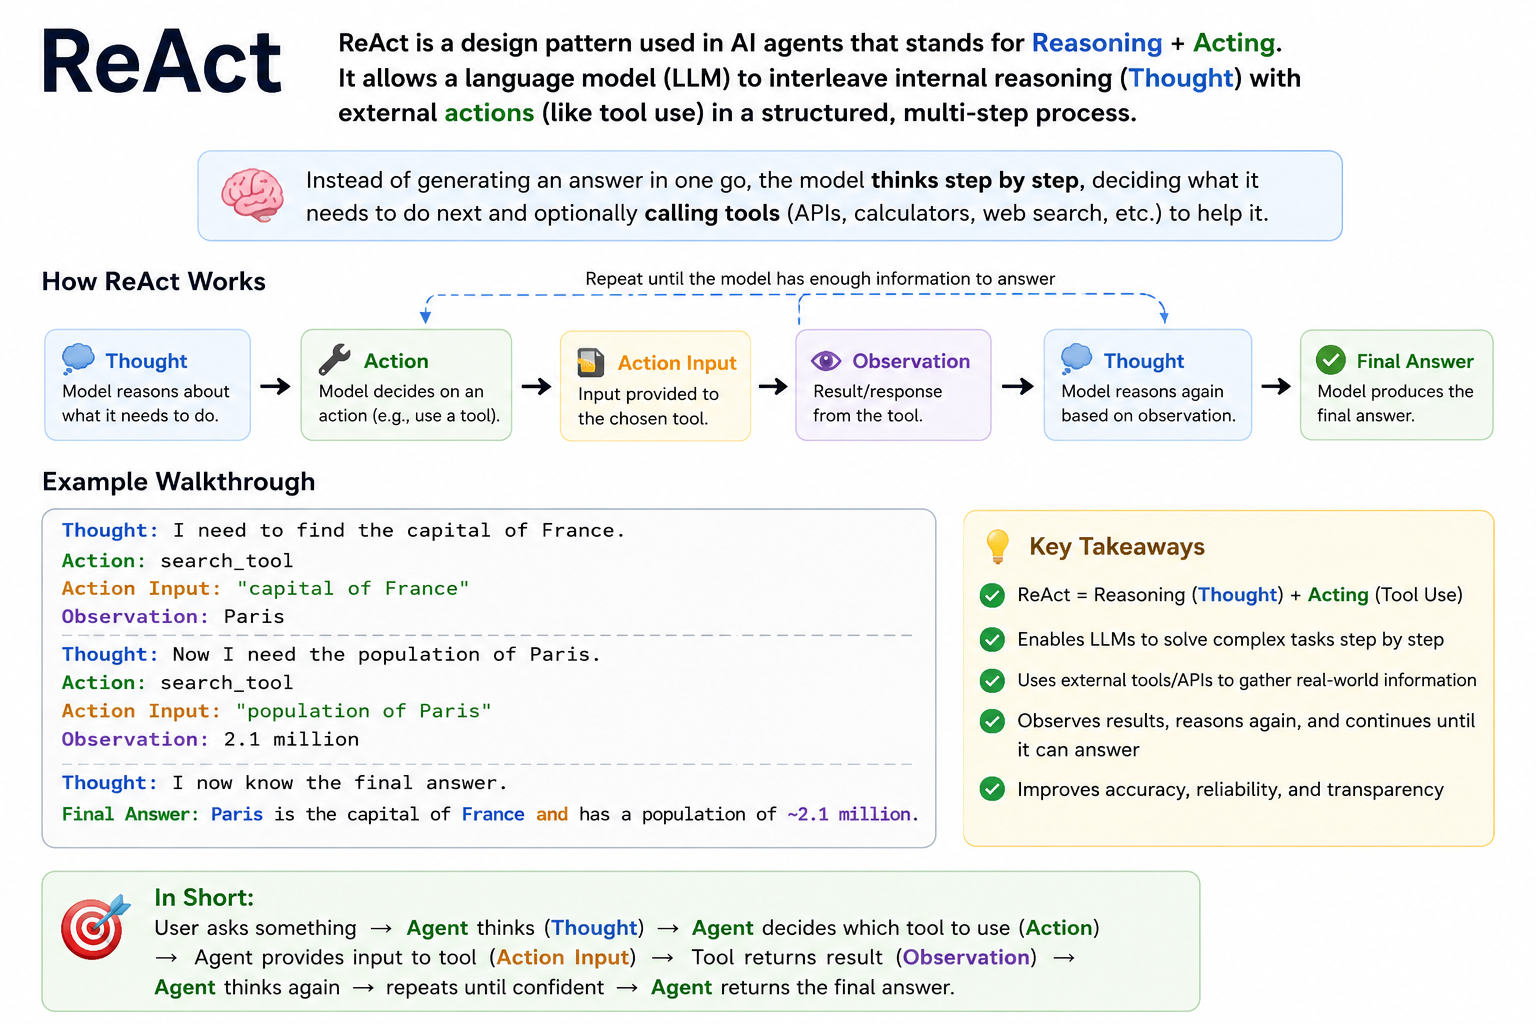 ReAct
ReAct is a design pattern used in AI agents that stands for Reasoning + Acting.
It allows a language model (LLM) to interleave internal reasoning (Thought) with
external actions (like tool use) in a structured, multi-step process.
Instead of generating an answer in one go, the model thinks step by step, deciding what it
needs to do next and optionally calling tools (APIs, calculators, web search, etc.) to help it.
How ReAct Works
Repeat until the model has enough information to answer
Thought
Model reasons about
what it needs to do.
Action
Model decides on an
action (e.g., use a tool).
Action Input
Input provided to
the chosen tool.
Observation
Result/response
from the tool.
Thought
Model reasons again
based on observation.
Final Answer
Model produces the
final answer.
Example Walkthrough
Thought: I need to find the capital of France.
Action: search_tool
Action Input: "capital of France"
Observation: Paris
Thought: Now I need the population of Paris.
Action: search_tool
Action Input: "population of Paris"
Observation: 2.1 million
Thought: I now know the final answer.
Final Answer: Paris is the capital of France and has a population of ~2.1 million.
Key Takeaways
ReAct = Reasoning (Thought) + Acting (Tool Use)
Enables LLMs to solve complex tasks step by step
Uses external tools/APIs to gather real-world information
Observes results, reasons again, and continues until
it can answer
Improves accuracy, reliability, and transparency
In Short:
User asks something → Agent thinks (Thought) → Agent decides which tool to use (Action)
→ Agent provides input to tool (Action Input) → Tool returns result (Observation) →
Agent thinks again → repeats until confident → Agent returns the final answer.